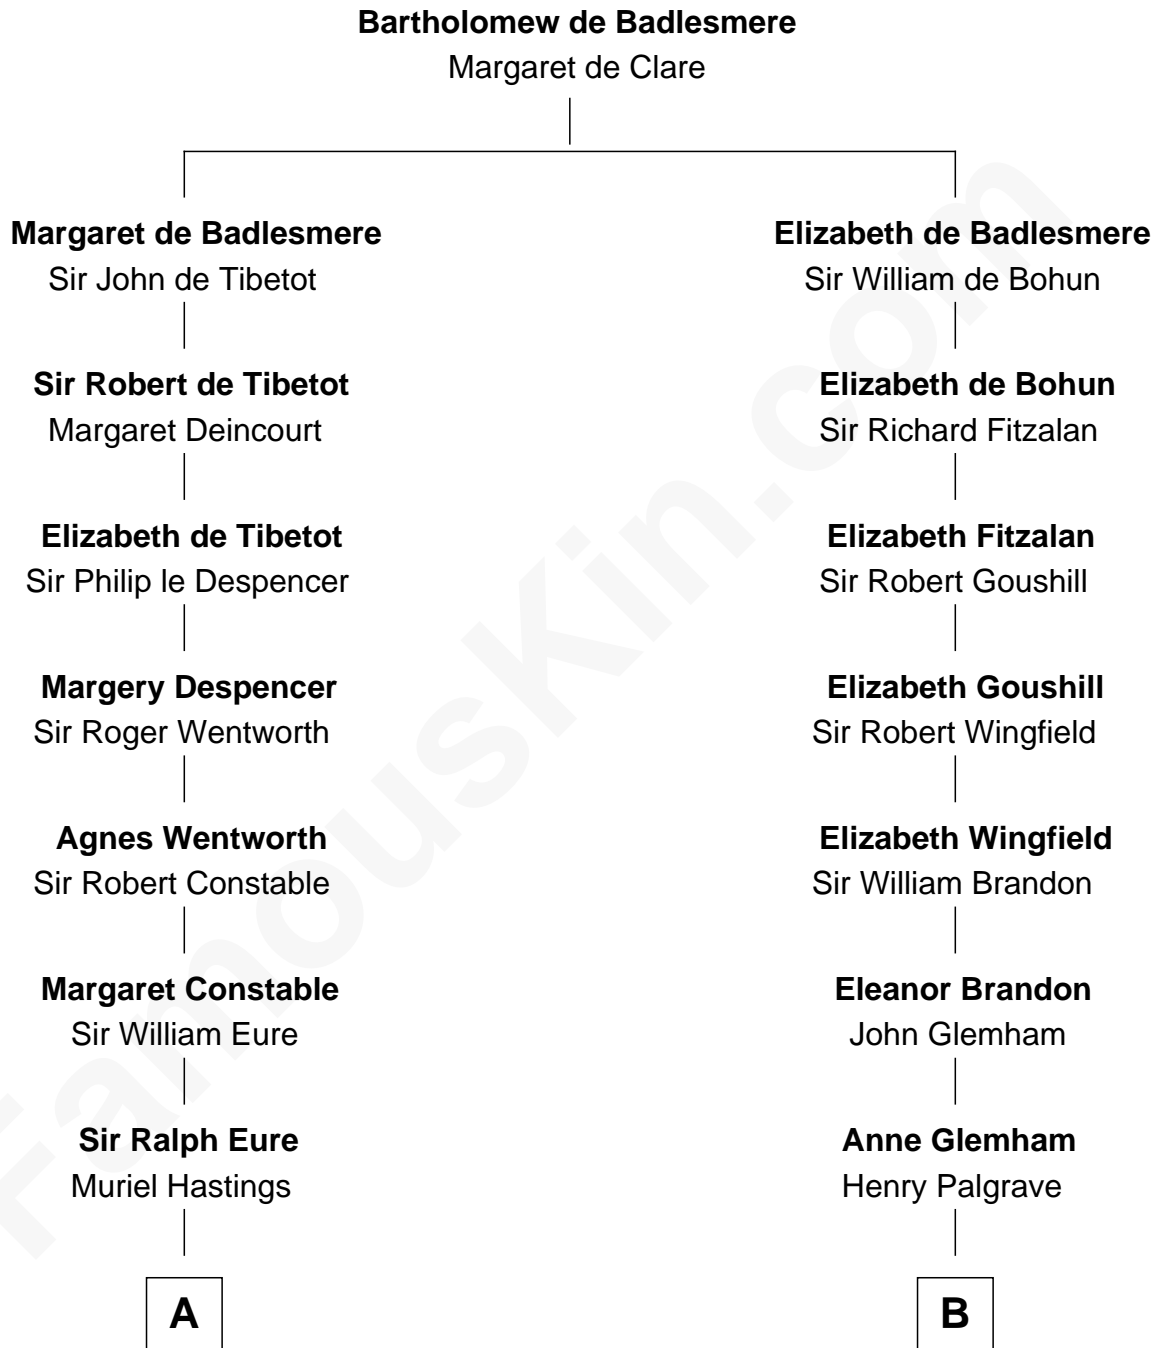 Bartholomew de Badlesmere
Margaret de Clare
Margaret de Badlesmere
Sir John de Tibetot
Elizabeth de Badlesmere
Sir William de Bohun
Sir Robert de Tibetot
Margaret Deincourt
Elizabeth de Bohun
Sir Richard Fitzalan
Elizabeth de Tibetot
Sir Philip le Despencer
Elizabeth Fitzalan
Sir Robert Goushill
Margery Despencer
Sir Roger Wentworth
Elizabeth Goushill
Sir Robert Wingfield
Agnes Wentworth
Sir Robert Constable
Elizabeth Wingfield
Sir William Brandon
Margaret Constable
Sir William Eure
Eleanor Brandon
John Glemham
Sir Ralph Eure
Muriel Hastings
Anne Glemham
Henry Palgrave
A
B
FamousKin.com